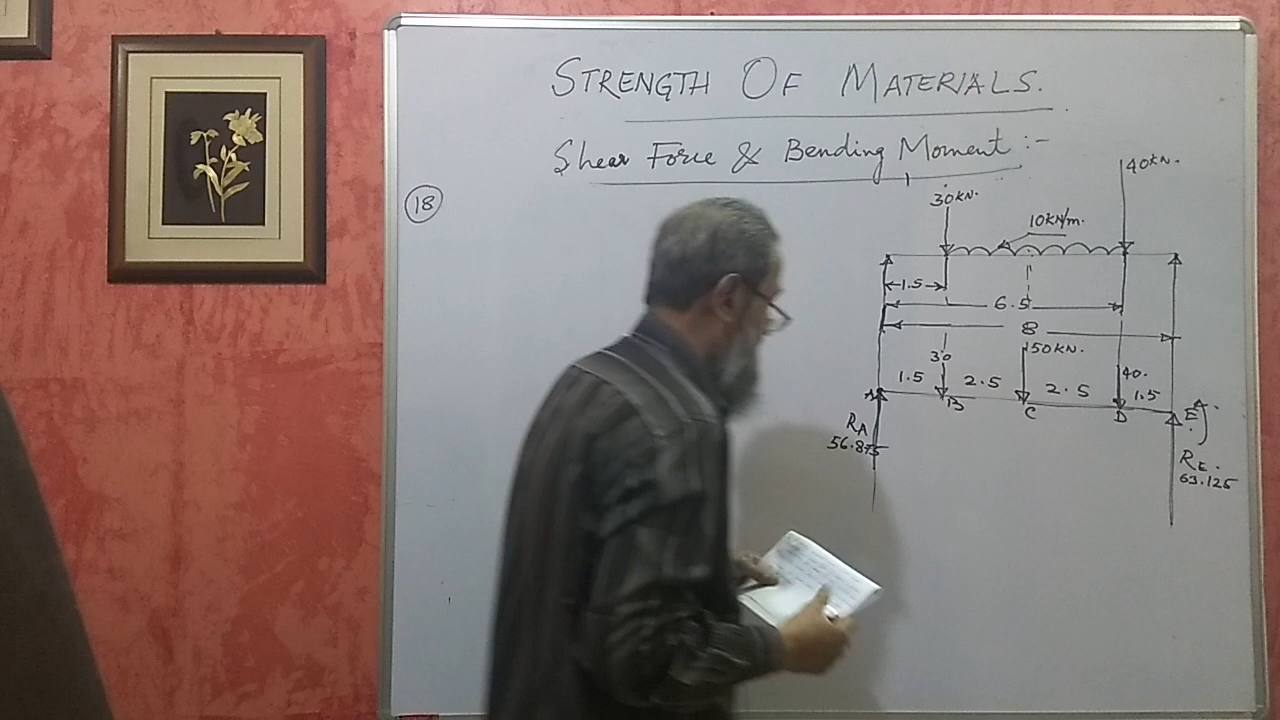 STRENGTH OF MATERIALS.
Shear Force & Bending Moment :-
18
40KN.
30KN.
10KN/m.
1.5
6.5
8
30
50KN.
40.
1.5 2.5 2.5 1.5
A B C D E
RA
56.875
RE.
63.125